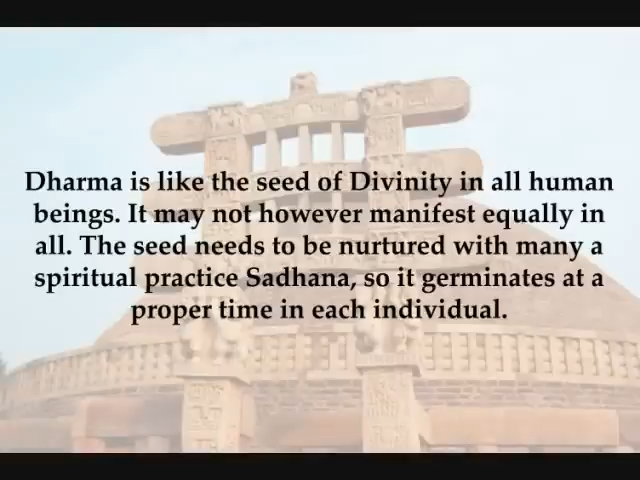 Dharma is like the seed of Divinity in all human
beings. It may not however manifest equally in
all. The seed needs to be nurtured with many a
spiritual practice Sadhana, so it germinates at a
proper time in each individual.